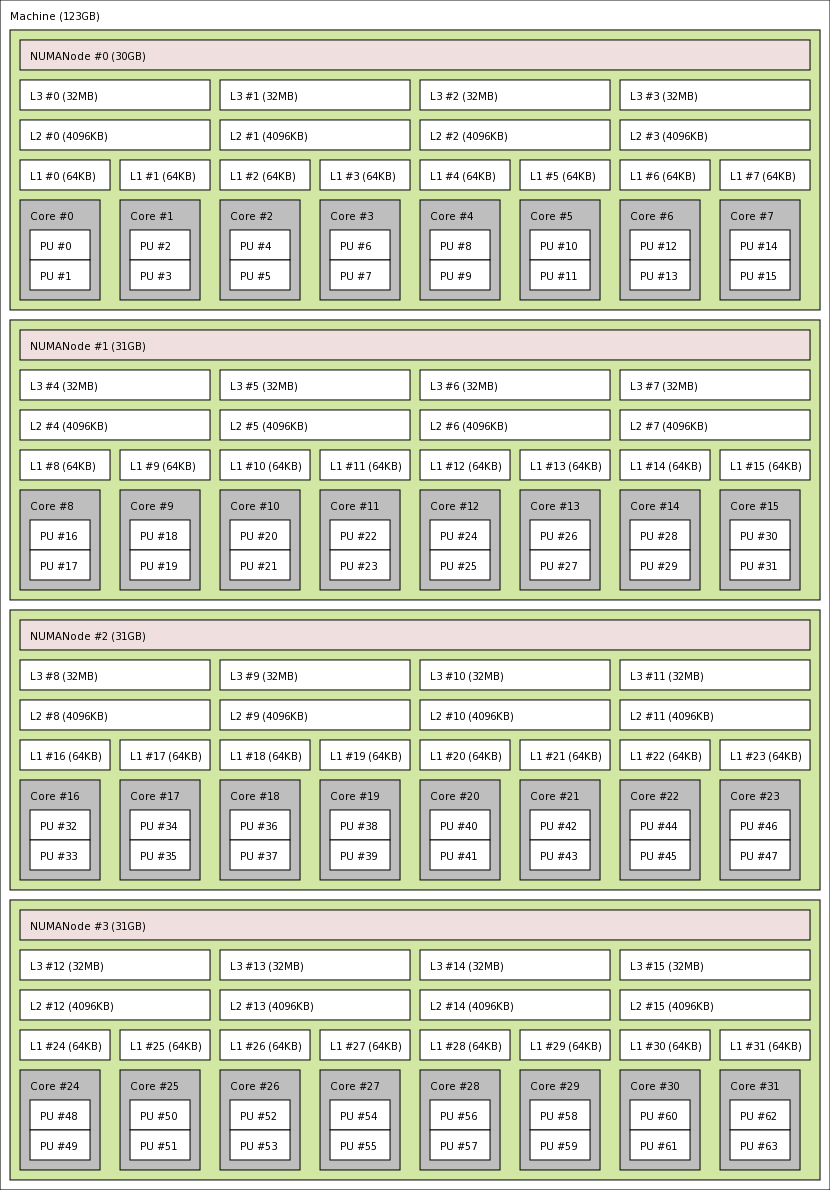 Machine (123GB)
NUMANode #0 (30GB)
L3 #0 (32MB) L3 #1 (32MB) L3 #2 (32MB) L3 #3 (32MB)
L2 #0 (4096KB) L2 #1 (4096KB) L2 #2 (4096KB) L2 #3 (4096KB)
L1 #0 (64KB) L1 #1 (64KB) L1 #2 (64KB) L1 #3 (64KB) L1 #4 (64KB) L1 #5 (64KB) L1 #6 (64KB) L1 #7 (64KB)
Core #0 Core #1 Core #2 Core #3 Core #4 Core #5 Core #6 Core #7
PU #0 PU #2 PU #4 PU #6 PU #8 PU #10 PU #12 PU #14
PU #1 PU #3 PU #5 PU #7 PU #9 PU #11 PU #13 PU #15
NUMANode #1 (31GB)
L3 #4 (32MB) L3 #5 (32MB) L3 #6 (32MB) L3 #7 (32MB)
L2 #4 (4096KB) L2 #5 (4096KB) L2 #6 (4096KB) L2 #7 (4096KB)
L1 #8 (64KB) L1 #9 (64KB) L1 #10 (64KB) L1 #11 (64KB) L1 #12 (64KB) L1 #13 (64KB) L1 #14 (64KB) L1 #15 (64KB)
Core #8 Core #9 Core #10 Core #11 Core #12 Core #13 Core #14 Core #15
PU #16 PU #18 PU #20 PU #22 PU #24 PU #26 PU #28 PU #30
PU #17 PU #19 PU #21 PU #23 PU #25 PU #27 PU #29 PU #31
NUMANode #2 (31GB)
L3 #8 (32MB) L3 #9 (32MB) L3 #10 (32MB) L3 #11 (32MB)
L2 #8 (4096KB) L2 #9 (4096KB) L2 #10 (4096KB) L2 #11 (4096KB)
L1 #16 (64KB) L1 #17 (64KB) L1 #18 (64KB) L1 #19 (64KB) L1 #20 (64KB) L1 #21 (64KB) L1 #22 (64KB) L1 #23 (64KB)
Core #16 Core #17 Core #18 Core #19 Core #20 Core #21 Core #22 Core #23
PU #32 PU #34 PU #36 PU #38 PU #40 PU #42 PU #44 PU #46
PU #33 PU #35 PU #37 PU #39 PU #41 PU #43 PU #45 PU #47
NUMANode #3 (31GB)
L3 #12 (32MB) L3 #13 (32MB) L3 #14 (32MB) L3 #15 (32MB)
L2 #12 (4096KB) L2 #13 (4096KB) L2 #14 (4096KB) L2 #15 (4096KB)
L1 #24 (64KB) L1 #25 (64KB) L1 #26 (64KB) L1 #27 (64KB) L1 #28 (64KB) L1 #29 (64KB) L1 #30 (64KB) L1 #31 (64KB)
Core #24 Core #25 Core #26 Core #27 Core #28 Core #29 Core #30 Core #31
PU #48 PU #50 PU #52 PU #54 PU #56 PU #58 PU #60 PU #62
PU #49 PU #51 PU #53 PU #55 PU #57 PU #59 PU #61 PU #63